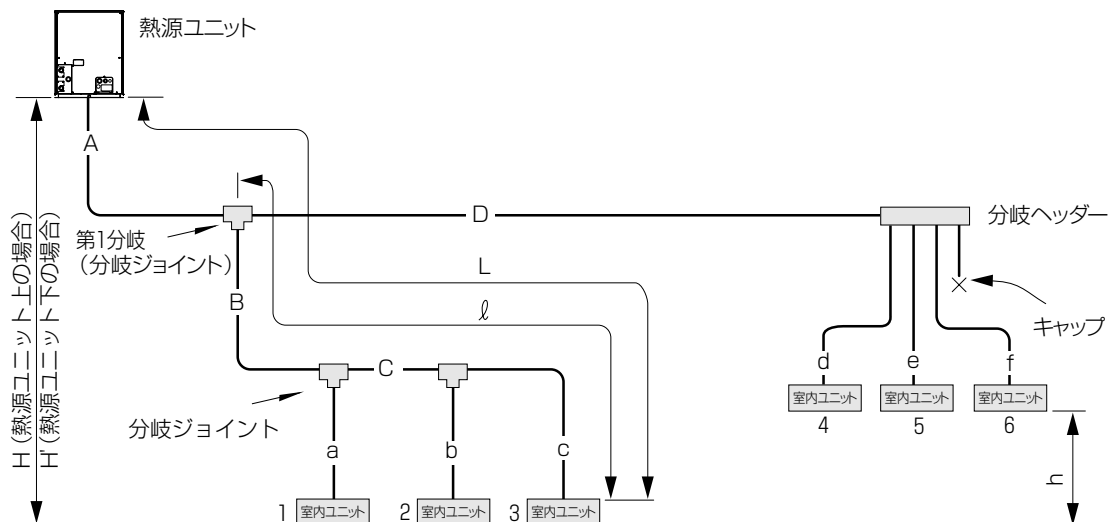 熱源ユニット
A
D
分岐ヘッダー
第1分岐
（分岐ジョイント）
L
B
ℓ
キャップ
C
d
e
f
室内ユニット
室内ユニット
室内ユニット
4
5
6
分岐ジョイント
a
b
c
h
1
室内ユニット
2
室内ユニット
3
室内ユニット
H（熱源ユニット上の場合）
H'（熱源ユニット下の場合）